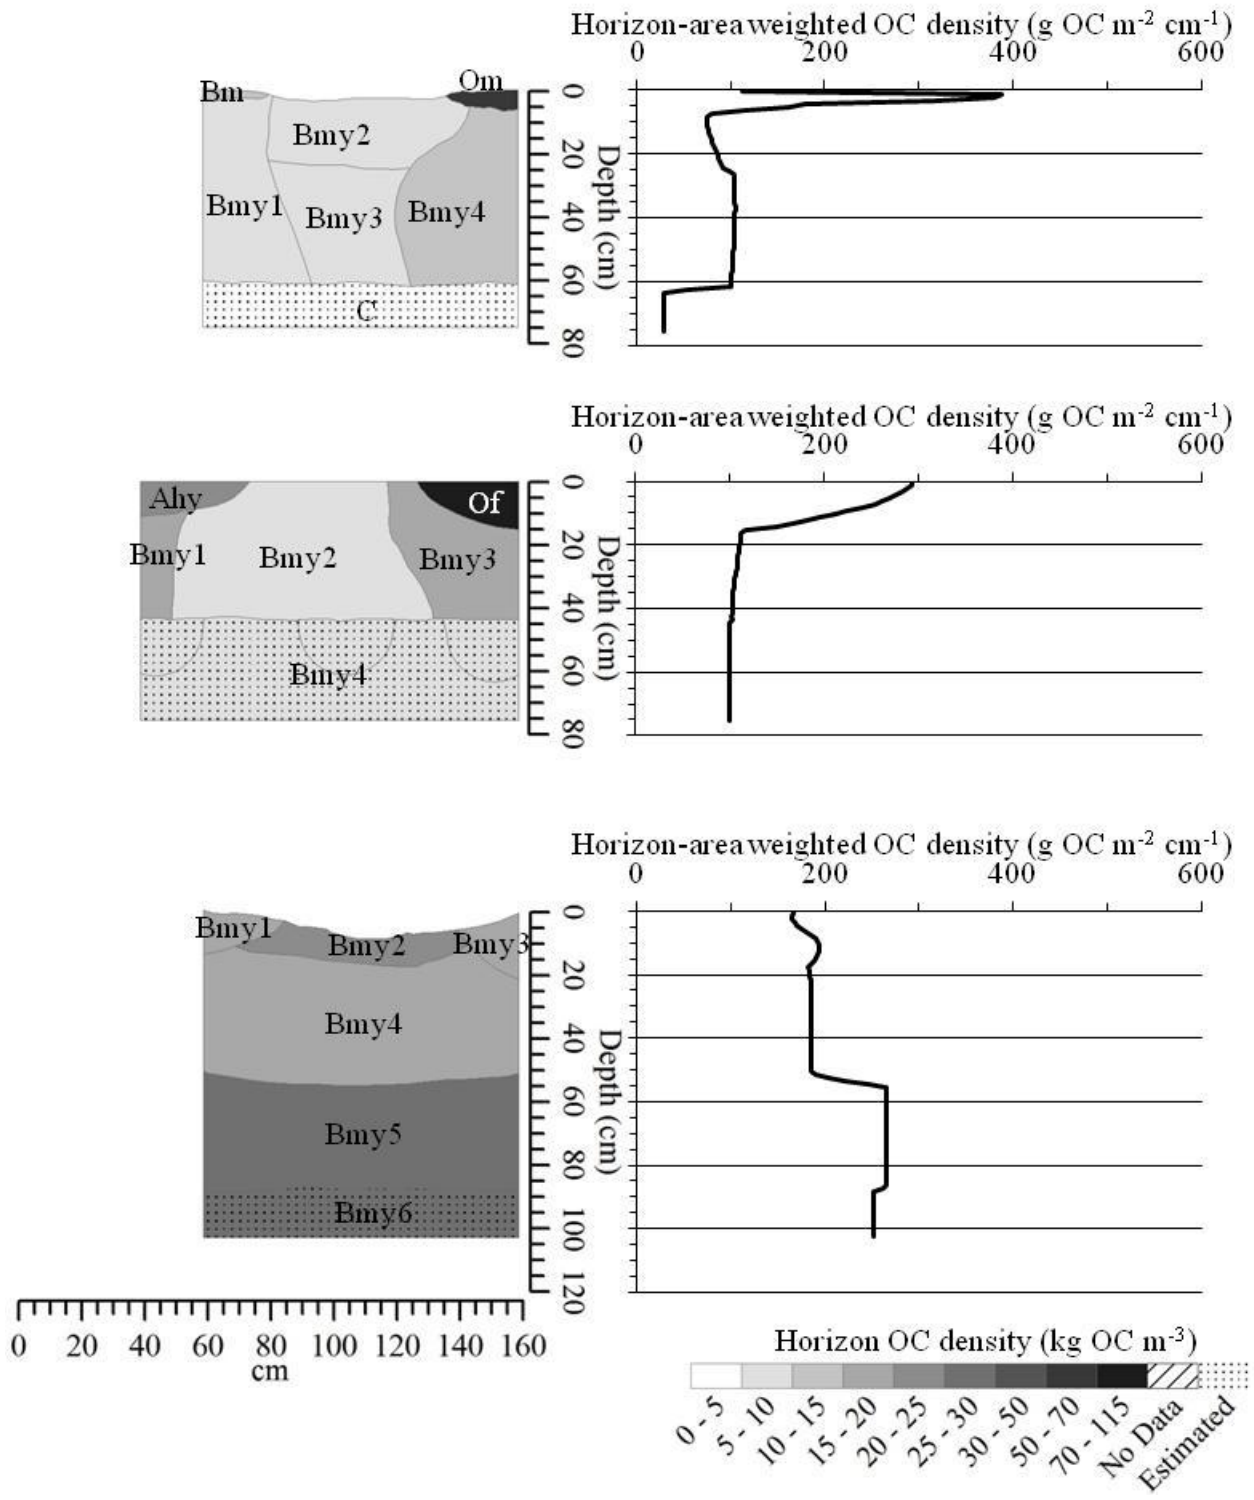 Horizon-area weighted OC density (g OC m-2 cm-1)
0 200 400 600
Bm
Om
Bmy2
Bmy1
Bmy3
Bmy4
C
0
20
40
60
80
Depth (cm)
Horizon-area weighted OC density (g OC m-2 cm-1)
0 200 400 600
Ahy
Of
Bmy1
Bmy2
Bmy3
Bmy4
0
20
40
60
80
Depth (cm)
Horizon-area weighted OC density (g OC m-2 cm-1)
0 200 400 600
Bmy1
Bmy2
Bmy3
Bmy4
Bmy5
Bmy6
0
20
40
60
80
100
120
Depth (cm)
0 20 40 60 80 100 120 140 160
cm
Horizon OC density (kg OC m-3)
0 - 5
5 - 10
10 - 15
15 - 20
20 - 25
25 - 30
30 - 50
50 - 70
70 - 115
No Data
Estimated